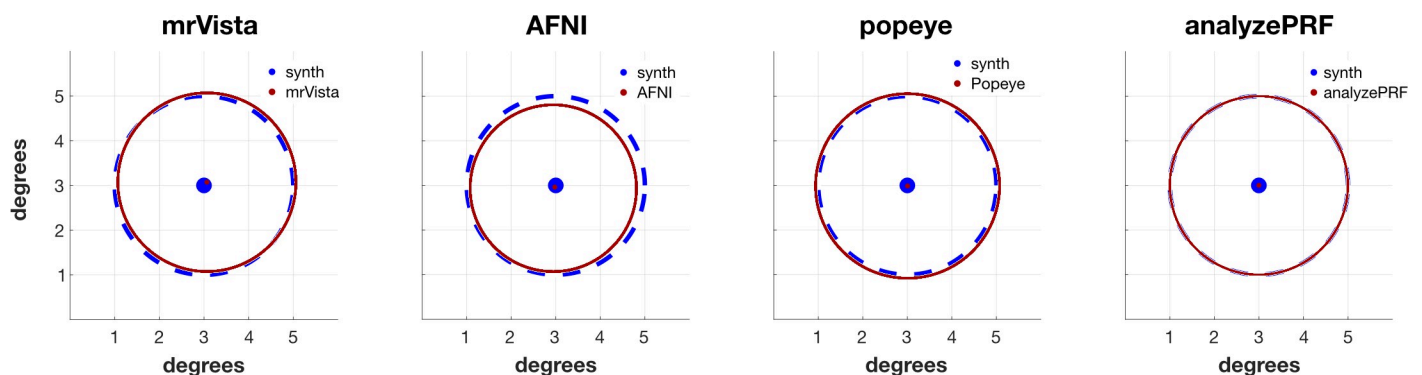 mrVista
synth
mrVista
degrees
5
4
3
2
1
1 2 3 4 5
degrees
AFNI
synth
AFNI
1 2 3 4 5
degrees
popeye
synth
Popeye
1 2 3 4 5
degrees
analyzePRF
synth
analyzePRF
1 2 3 4 5
degrees